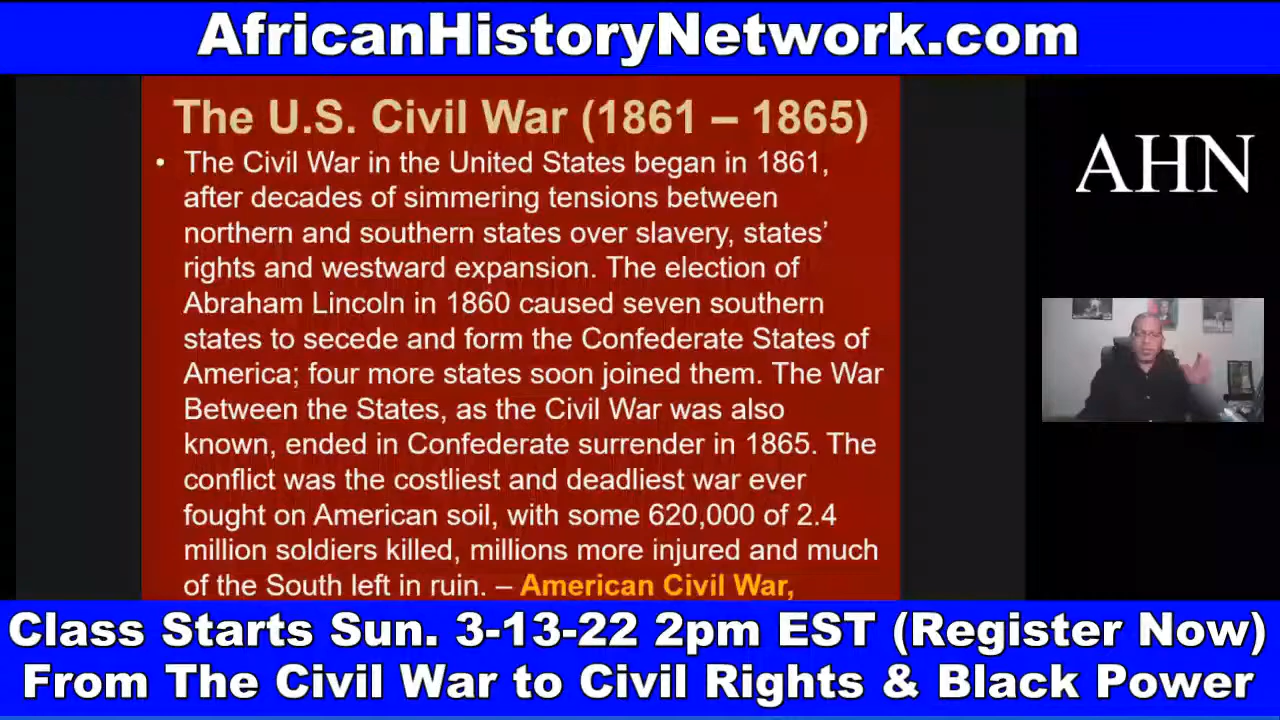 AfricanHistoryNetwork.com
The U.S. Civil War (1861 – 1865)
• The Civil War in the United States began in 1861,
after decades of simmering tensions between
northern and southern states over slavery, states’
rights and westward expansion. The election of
Abraham Lincoln in 1860 caused seven southern
states to secede and form the Confederate States of
America; four more states soon joined them. The War
Between the States, as the Civil War was also
known, ended in Confederate surrender in 1865. The
conflict was the costliest and deadliest war ever
fought on American soil, with some 620,000 of 2.4
million soldiers killed, millions more injured and much
of the South left in ruin. – American Civil War,
AHN
Class Starts Sun. 3-13-22 2pm EST (Register Now)
From The Civil War to Civil Rights & Black Power